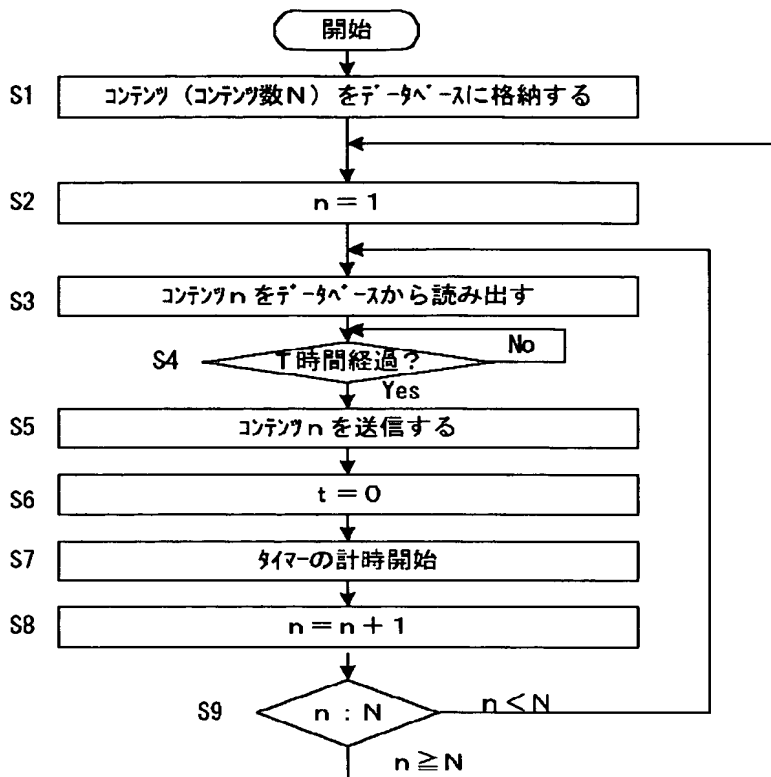 開始
S1 コンテンツ(コンテンツ数N)をデータベースに格納する
S2 n=1
S3 コンテンツnをデータベースから読み出す
S4 T時間経過? No
Yes
S5 コンテンツnを送信する
S6 t=0
S7 タイマーの計時開始
S8 n=n+1
S9 n:N n<N
n≧N